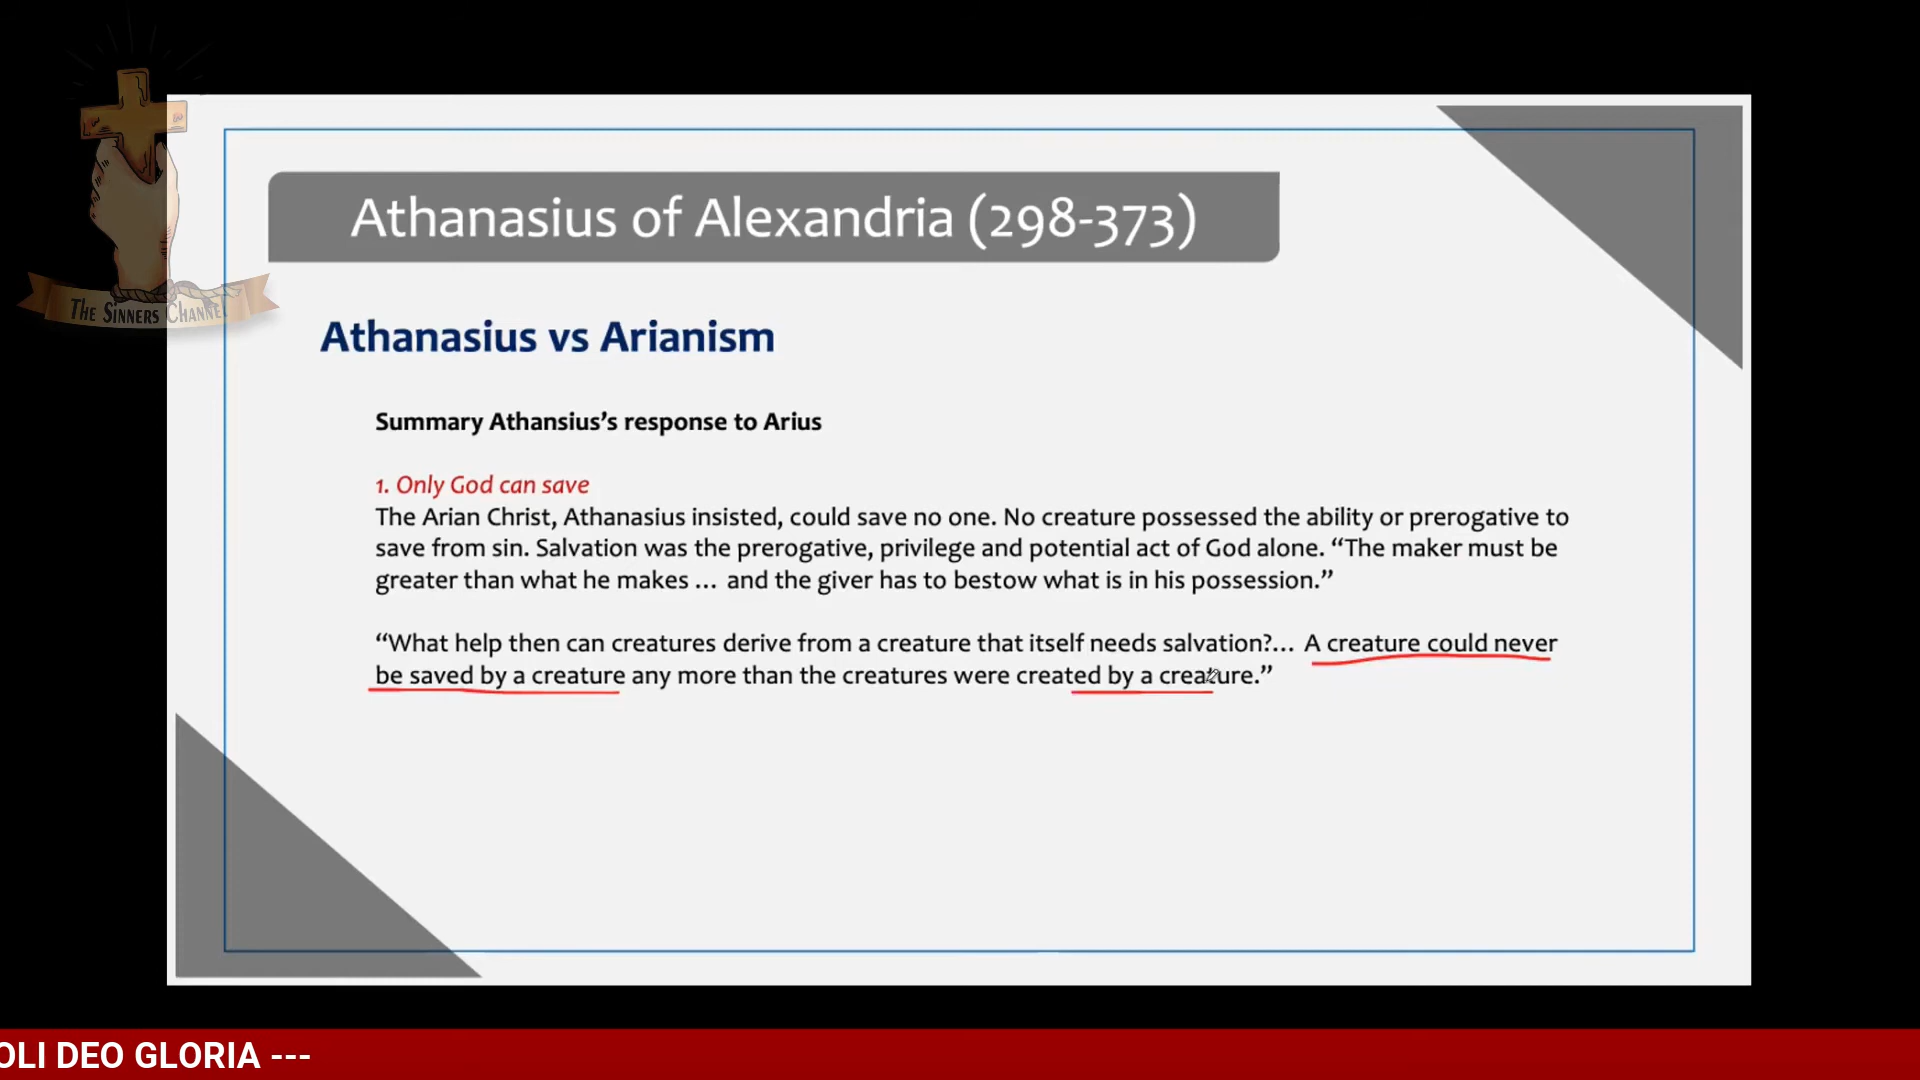 Athanasius of Alexandria (298-373)
THE SINNERS CHANNEL
Athanasius vs Arianism
Summary Athansius’s response to Arius
1. Only God can save
The Arian Christ, Athanasius insisted, could save no one. No creature possessed the ability or prerogative to
save from sin. Salvation was the prerogative, privilege and potential act of God alone. “The maker must be
greater than what he makes … and the giver has to bestow what is in his possession.”
“What help then can creatures derive from a creature that itself needs salvation?… A creature could never
be saved by a creature any more than the creatures were created by a creature.”
OLI DEO GLORIA ---